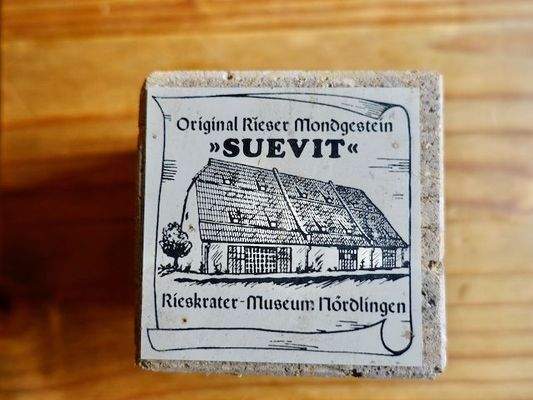 Original Rieser Mondgestein
»SUEVIT«
Rieskrater-Museum Nördlingen